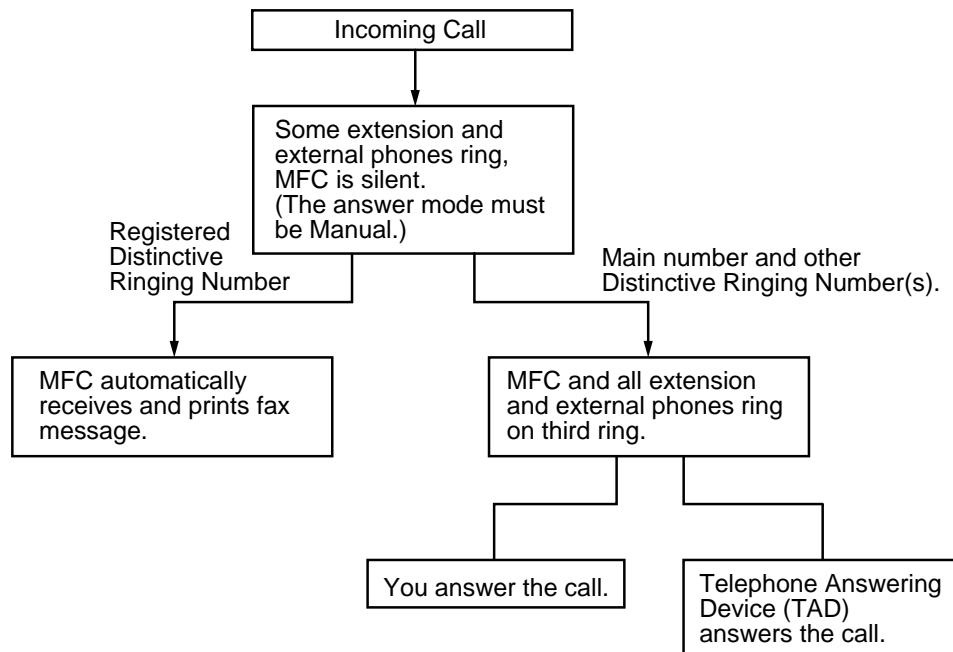 Incoming Call
Some extension and
external phones ring,
MFC is silent.
(The answer mode must
be Manual.)
Registered
Distinctive
Ringing Number
Main number and other
Distinctive Ringing Number(s).
MFC automatically
receives and prints fax
message.
MFC and all extension
and external phones ring
on third ring.
You answer the call.
Telephone Answering
Device (TAD)
answers the call.